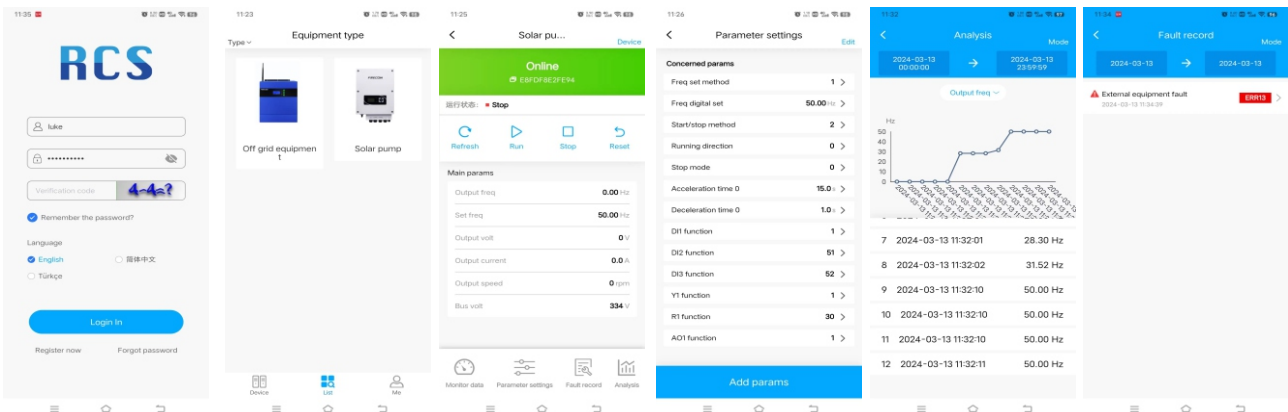 11:35
RCS
luke
••••••••••
Verification code
4-4=?
Remember the password?
Language
English
简体中文
Türkçe
Login In
Register now
Forgot password
11:23
Equipment type
Type
Off grid equipmen
t
Solar pump
Device
List
Me
11:25
Solar pu...
Device
Online
运行状态:
Stop
Refresh
Run
Stop
Reset
Main params
Output freq
0.00 Hz
Set freq
50.00 Hz
Output volt
0 V
Output current
0.0 A
Output speed
0 rpm
Bus volt
334 V
Monitor data
Parameter settings
Fault record
Analysis
11:26
Parameter settings
Edit
Concerned params
Freq set method
1
Freq digital set
50.00 Hz
Start/stop method
2
Running direction
0
Stop mode
0
Acceleration time 0
15.0 s
Deceleration time 0
1.0 s
DI1 function
1
DI2 function
51
DI3 function
52
Y1 function
1
R1 function
30
AO1 function
1
Add params
11:32
Analysis
Mode
2024-03-13
00:00:00
2024-03-13
23:59:59
Output freq
Hz
50
40
30
20
10
0
7 2024-03-13 11:32:01 28.30 Hz
8 2024-03-13 11:32:02 31.52 Hz
9 2024-03-13 11:32:10 50.00 Hz
10 2024-03-13 11:32:10 50.00 Hz
11 2024-03-13 11:32:10 50.00 Hz
12 2024-03-13 11:32:11 50.00 Hz
11:34
Fault record
Mode
2024-03-13
2024-03-13
External equipment fault
2024-03-13 11:34:39
ERR13